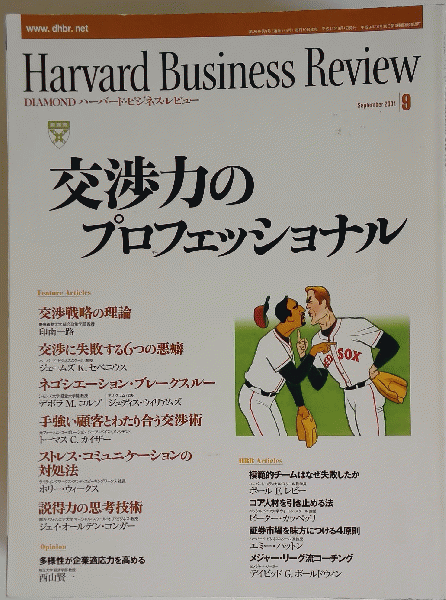 www.dhbr.net
Harvard Business Review
DIAMOND ハーバード・ビジネス・レビュー
September 2001 9
交渉力の
プロフェッショナル
Feature Articles
交渉戦略の理論
印南一路
交渉に失敗する6つの悪癖
ジェームズ K. セベニウス
ネゴシエーション・ブレークスルー
デボラ M. コルブ ジュディス・ウィリアムズ
手強い顧客とわたり合う交渉術
トーマス C. カイザー
ストレス・コミュニケーションの
対処法
ホリー・ウィークス
説得力の思考技術
ジェイ・オールデン・コンガー
Opinion
多様性が企業適応力を高める
西山賢一
RED SOX
HBR Articles
模範的チームはなぜ失敗したか
ポール F. レビー
コア人材を引き止める法
ピーター・カッペリ
証券市場を味方につける4原則
エミー・ハットン
メジャー・リーグ流コーチング
デイビッド G. ボールドウィン